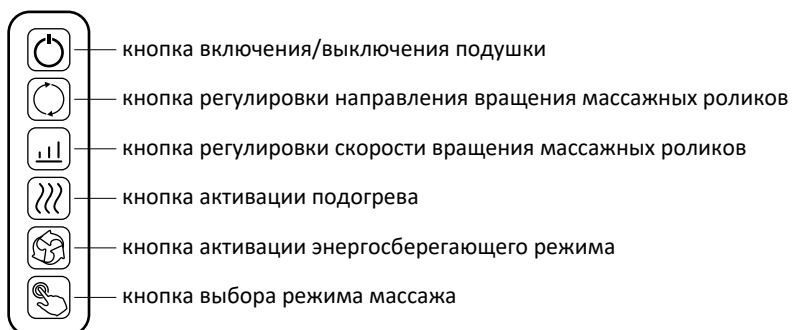 кнопка включения/выключения подушки
кнопка регулировки направления вращения массажных роликов
кнопка регулировки скорости вращения массажных роликов
кнопка активации подогрева
кнопка активации энергосберегающего режима
кнопка выбора режима массажа